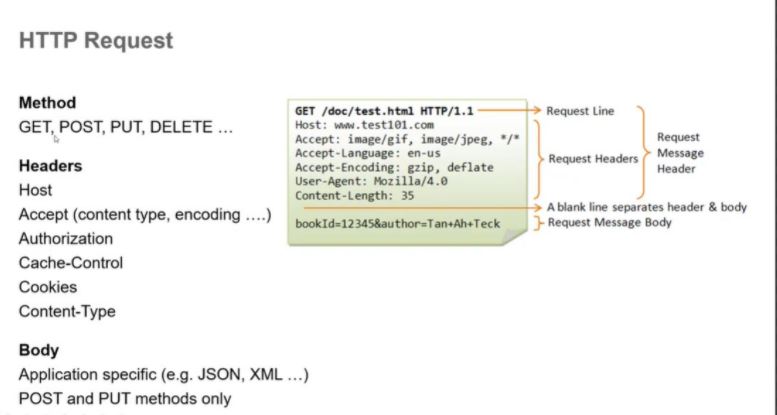 HTTP Request
Method
GET, POST, PUT, DELETE ...
Headers
Host
Accept (content type, encoding ....)
Authorization
Cache-Control
Cookies
Content-Type
Body
Application specific (e.g. JSON, XML ...)
POST and PUT methods only
GET /doc/test.html HTTP/1.1
Host: www.test101.com
Accept: image/gif, image/jpeg, */*
Accept-Language: en-us
Accept-Encoding: gzip, deflate
User-Agent: Mozilla/4.0
Content-Length: 35
bookId=12345&author=Tan+Ah+Teck
Request Line
Request Headers
Request
Message
Header
A blank line separates header & body
Request Message Body